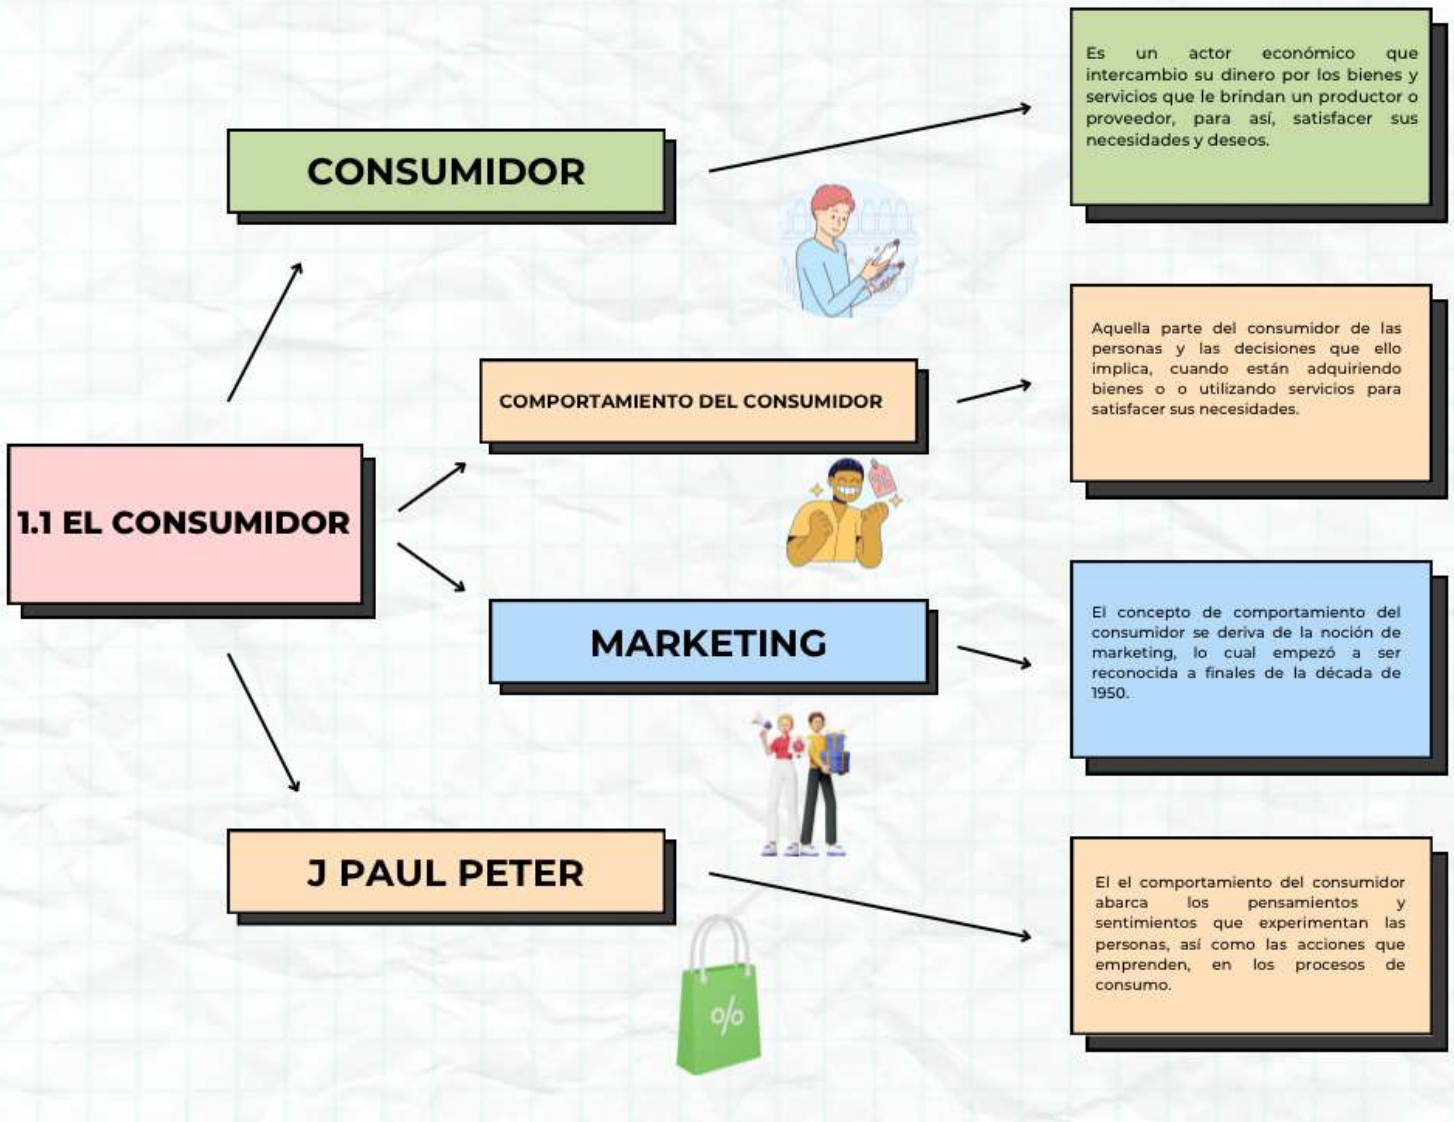 CONSUMIDOR
Es un actor económico que
intercambio su dinero por los bienes y
servicios que le brindan un productor o
proveedor, para así, satisfacer sus
necesidades y deseos.
1.1 EL CONSUMIDOR
COMPORTAMIENTO DEL CONSUMIDOR
Aquella parte del consumidor de las
personas y las decisiones que ello
implica, cuando están adquiriendo
bienes o o utilizando servicios para
satisfacer sus necesidades.
MARKETING
El concepto de comportamiento del
consumidor se deriva de la noción de
marketing, lo cual empezó a ser
reconocida a finales de la década de
1950.
J PAUL PETER
El el comportamiento del consumidor
abarca los pensamientos y
sentimientos que experimentan las
personas, así como las acciones que
emprenden, en los procesos de
consumo.
%